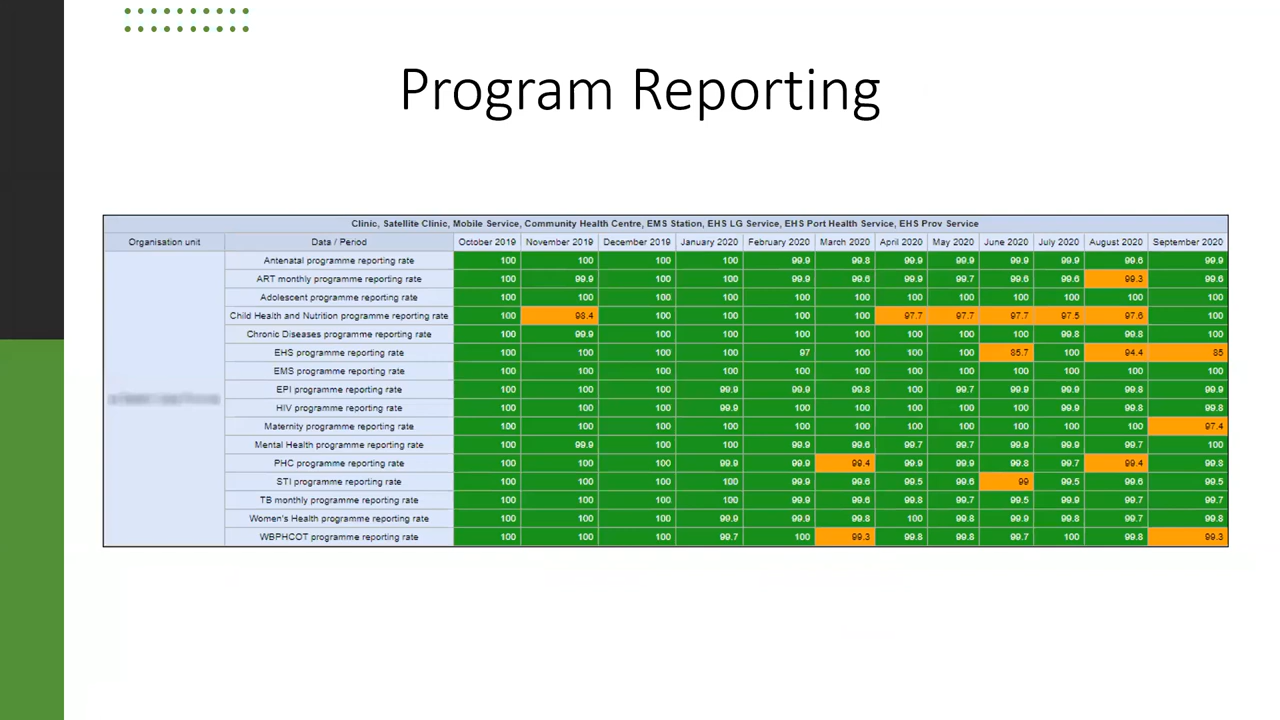 Program Reporting
Clinic, Satellite Clinic, Mobile Service, Community Health Centre, EMS Station, EHS LG Service, EHS Port Health Service, EHS Prov Service
Organisation unit Data / Period October 2019 November 2019 December 2019 January 2020 February 2020 March 2020 April 2020 May 2020 June 2020 July 2020 August 2020 September 2020
Antenatal programme reporting rate 100 100 100 100 99.9 99.8 99.9 99.9 99.9 99.9 99.6 99.9
ART monthly programme reporting rate 100 99.9 100 100 99.9 99.6 99.9 99.7 99.6 99.6 99.3 99.6
Adolescent programme reporting rate 100 100 100 100 100 100 100 100 100 100 100 100
Child Health and Nutrition programme reporting rate 100 98.4 100 100 100 100 97.7 97.7 97.7 97.5 97.6 100
Chronic Diseases programme reporting rate 100 99.9 100 100 100 100 100 100 100 99.8 99.8 100
EHS programme reporting rate 100 100 100 100 97 100 100 100 85.7 100 94.4 85
EMS programme reporting rate 100 100 100 100 100 100 100 100 100 100 100 100
EPI programme reporting rate 100 100 100 99.9 99.9 99.8 100 99.7 99.9 99.9 99.8 99.9
HIV programme reporting rate 100 100 100 99.9 100 100 100 100 100 99.9 99.8 99.8
Maternity programme reporting rate 100 100 100 100 100 100 100 100 100 100 100 97.4
Mental Health programme reporting rate 100 99.9 100 100 99.9 99.6 99.7 99.7 99.9 99.9 99.7 100
PHC programme reporting rate 100 100 100 99.9 99.9 99.4 99.9 99.9 99.8 99.7 99.4 99.8
STI programme reporting rate 100 100 100 100 99.9 99.6 99.5 99.6 99 99.5 99.6 99.5
TB monthly programme reporting rate 100 100 100 100 99.9 99.6 99.8 99.7 99.5 99.9 99.7 99.7
Women's Health programme reporting rate 100 100 100 99.9 99.9 99.8 100 99.8 99.9 99.8 99.7 99.8
WBPHCOT programme reporting rate 100 100 100 99.7 100 99.3 99.8 99.8 99.7 100 99.8 99.3